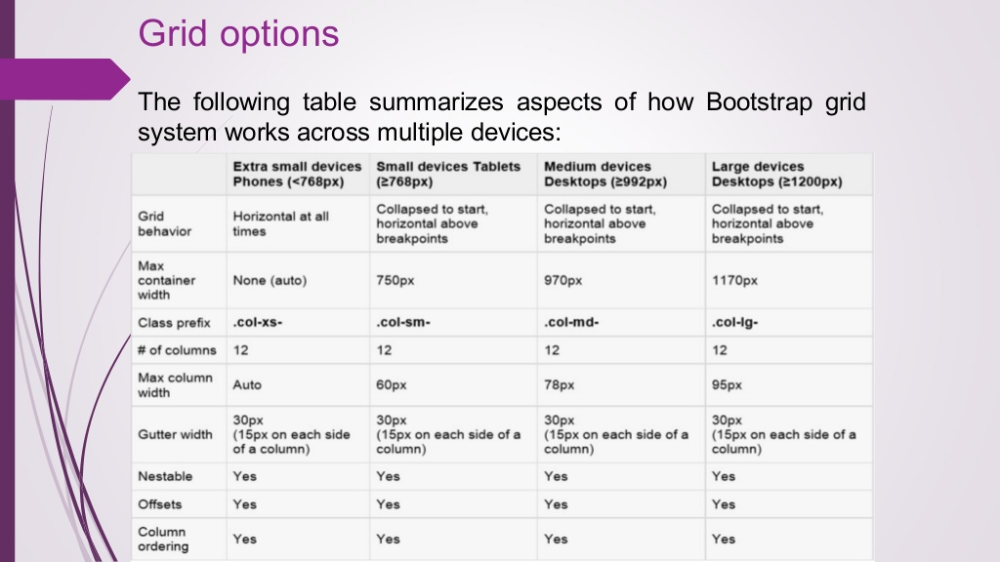 Grid options
The following table summarizes aspects of how Bootstrap grid
system works across multiple devices:
Extra small devices Phones (<768px) Small devices Tablets (≥768px) Medium devices Desktops (≥992px) Large devices Desktops (≥1200px)
Grid behavior Horizontal at all times Collapsed to start, horizontal above breakpoints Collapsed to start, horizontal above breakpoints Collapsed to start, horizontal above breakpoints
Max container width None (auto) 750px 970px 1170px
Class prefix .col-xs- .col-sm- .col-md- .col-lg-
# of columns 12 12 12 12
Max column width Auto 60px 78px 95px
Gutter width 30px (15px on each side of a column) 30px (15px on each side of a column) 30px (15px on each side of a column) 30px (15px on each side of a column)
Nestable Yes Yes Yes Yes
Offsets Yes Yes Yes Yes
Column ordering Yes Yes Yes Yes